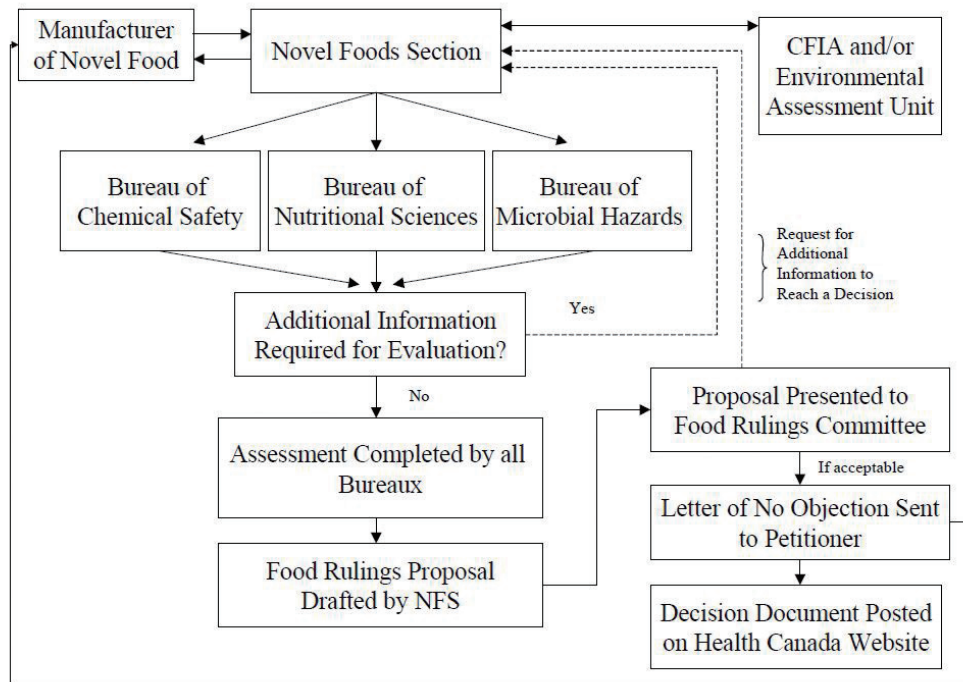 Manufacturer
of Novel Food
Novel Foods Section
CFIA and/or
Environmental
Assessment Unit
Bureau of
Chemical Safety
Bureau of
Nutritional Sciences
Bureau of
Microbial Hazards
Request for
Additional
Information to
Reach a Decision
Additional Information
Required for Evaluation?
Yes
No
Assessment Completed by all
Bureaux
Food Rulings Proposal
Drafted by NFS
Proposal Presented to
Food Rulings Committee
If acceptable
Letter of No Objection Sent
to Petitioner
Decision Document Posted
on Health Canada Website